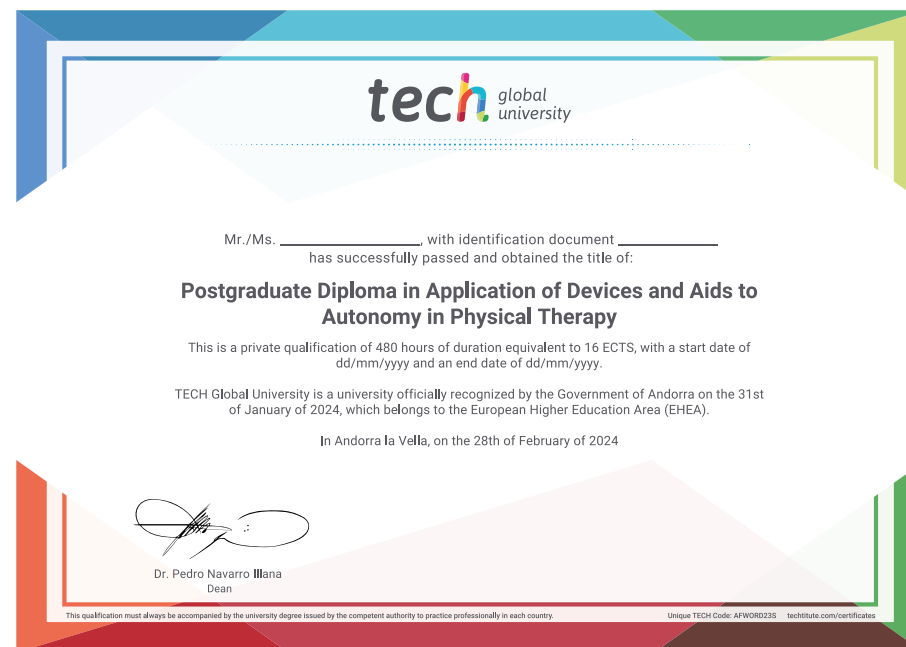 tech global university
Mr./Ms. ____________, with identification document ____________
has successfully passed and obtained the title of:
Postgraduate Diploma in Application of Devices and Aids to
Autonomy in Physical Therapy
This is a private qualification of 480 hours of duration equivalent to 16 ECTS, with a start date of
dd/mm/yyyy and an end date of dd/mm/yyyy.
TECH Global University is a university officially recognized by the Government of Andorra on the 31st
of January of 2024, which belongs to the European Higher Education Area (EHEA).
In Andorra la Vella, on the 28th of February of 2024
Dr. Pedro Navarro Illana
Dean
This qualification must always be accompanied by the university degree issued by the competent authority to practice professionally in each country.
Unique TECH Code: AFWORD23S techtitute.com/certificates